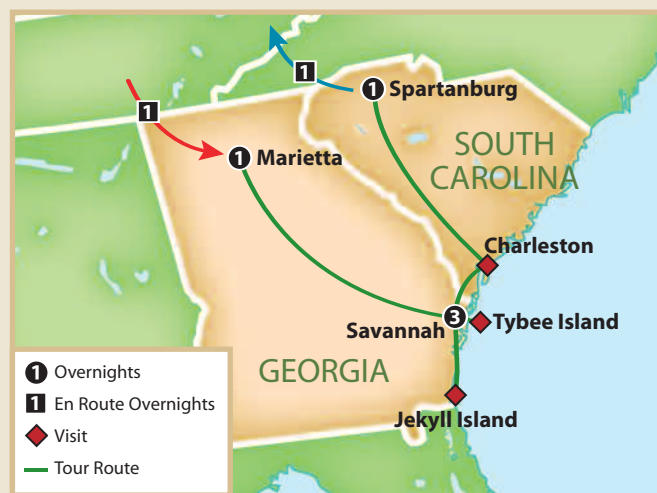 1
1 Spartanburg
1
1 Marietta
SOUTH
CAROLINA
Charleston
3
Savannah
Tybee Island
GEORGIA
Jekyll Island
1 Overnights
1 En Route Overnights
Visit
Tour Route